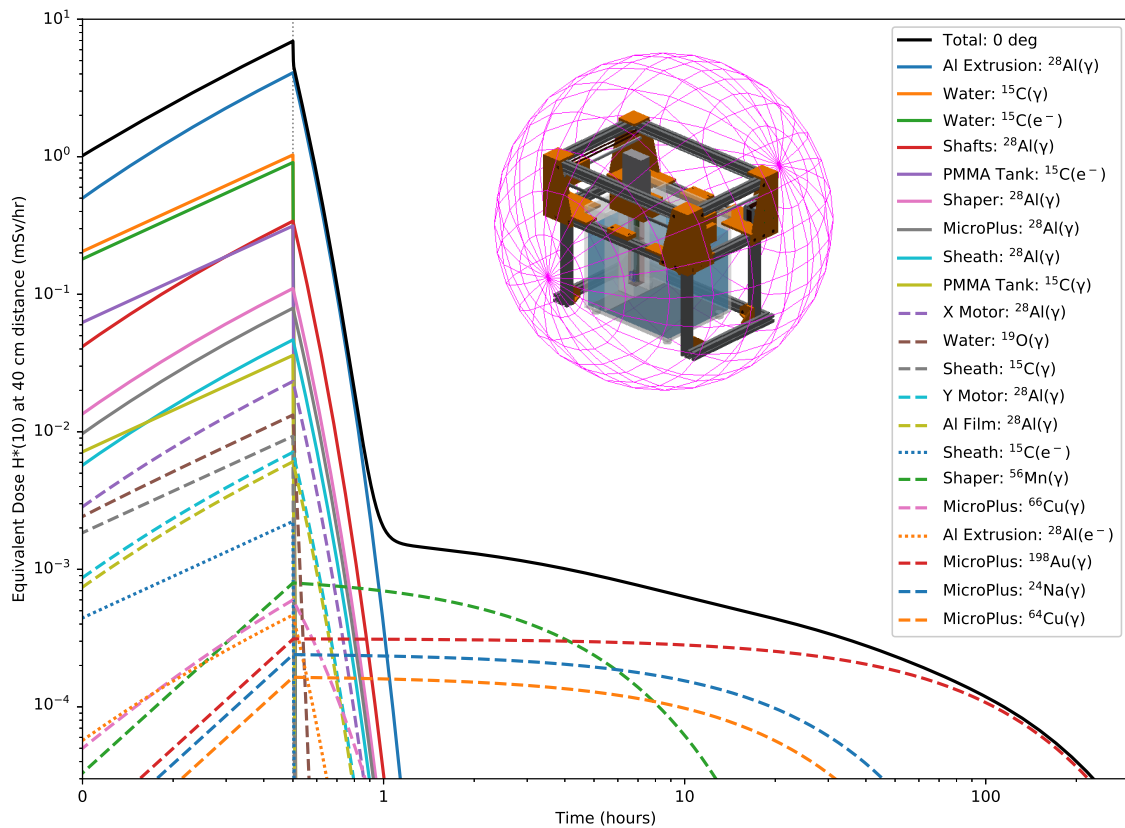 10¹
10⁰
10⁻¹
10⁻²
10⁻³
10⁻⁴
Equivalent Dose H*(10) at 40 cm distance (mSv/hr)
Total: 0 deg
Al Extrusion: ²⁸Al(γ)
Water: ¹⁵C(γ)
Water: ¹⁵C(e⁻)
Shafts: ²⁸Al(γ)
PMMA Tank: ¹⁵C(e⁻)
Shaper: ²⁸Al(γ)
MicroPlus: ²⁸Al(γ)
Sheath: ²⁸Al(γ)
PMMA Tank: ¹⁵C(γ)
X Motor: ²⁸Al(γ)
Water: ¹⁹O(γ)
Sheath: ¹⁵C(γ)
Y Motor: ²⁸Al(γ)
Al Film: ²⁸Al(γ)
Sheath: ¹⁵C(e⁻)
Shaper: ⁵⁶Mn(γ)
MicroPlus: ⁶⁶Cu(γ)
Al Extrusion: ²⁸Al(e⁻)
MicroPlus: ¹⁹⁸Au(γ)
MicroPlus: ²⁴Na(γ)
MicroPlus: ⁶⁴Cu(γ)
0 1 10 100
Time (hours)